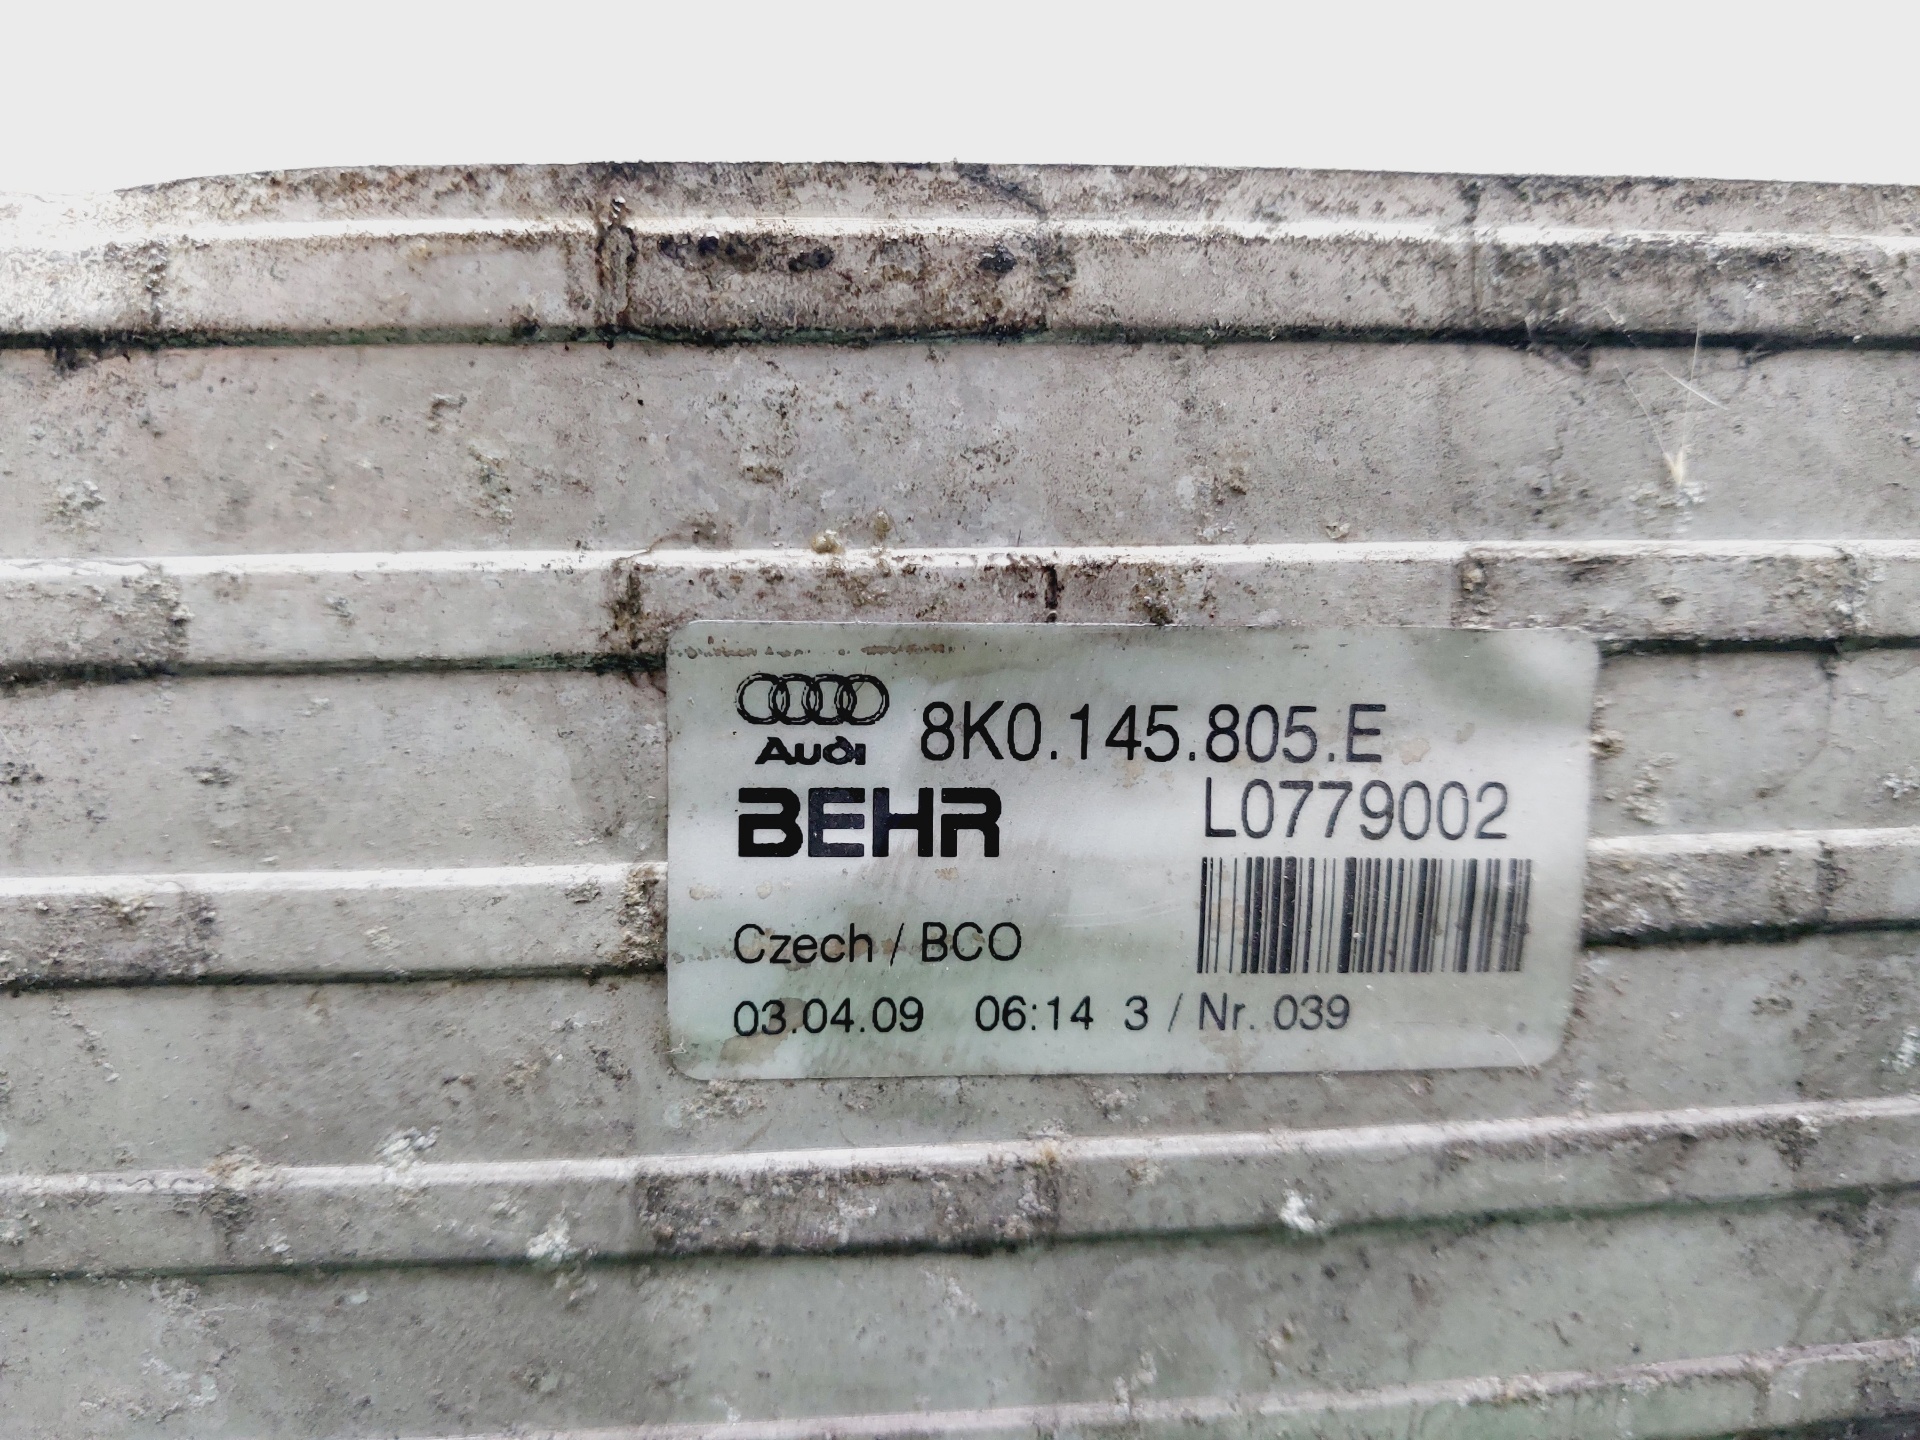 Audi 8K0.145.805.E
BEHR L0779002
Czech / BCO
03.04.09 06:14 3 / Nr. 039